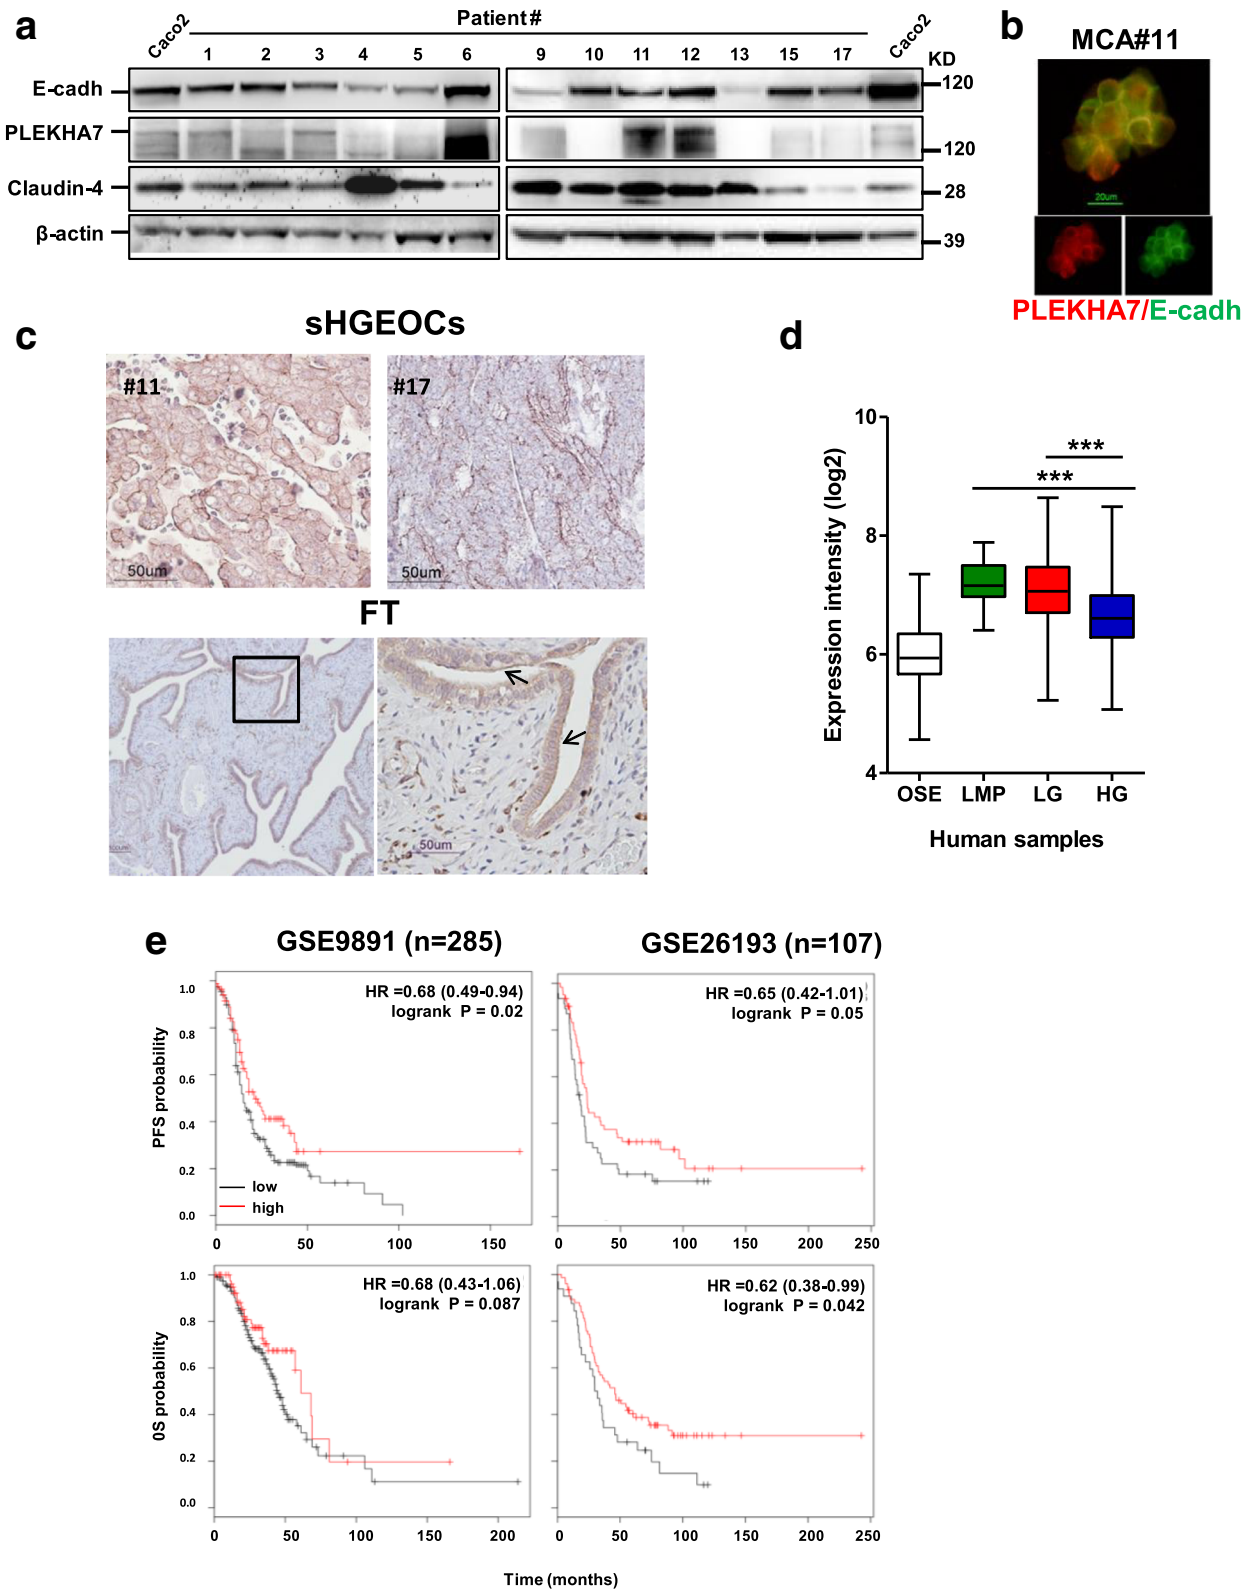 a
Patient #
Caco2
1 2 3 4 5 6
9 10 11 12 13 15 17
Caco2
KD
E-cadh
120
PLEKHA7
120
Claudin-4
28
β-actin
39
b
MCA#11
20um
PLEKHA7/E-cadh
c
sHGEOCs
#11
50um
#17
50um
FT
50um
d
10
8
6
4
Expression intensity (log2)
***
***
OSE LMP LG HG
Human samples
e
GSE9891 (n=285)
PFS probability
1.0
0.8
0.6
0.4
0.2
0.0
HR =0.68 (0.49-0.94)
logrank P = 0.02
low
high
0 50 100 150
GSE26193 (n=107)
HR =0.65 (0.42-1.01)
logrank P = 0.05
0 50 100 150 200 250
0S probability
1.0
0.8
0.6
0.4
0.2
0.0
HR =0.68 (0.43-1.06)
logrank P = 0.087
0 50 100 150 200
HR =0.62 (0.38-0.99)
logrank P = 0.042
0 50 100 150 200 250
Time (months)